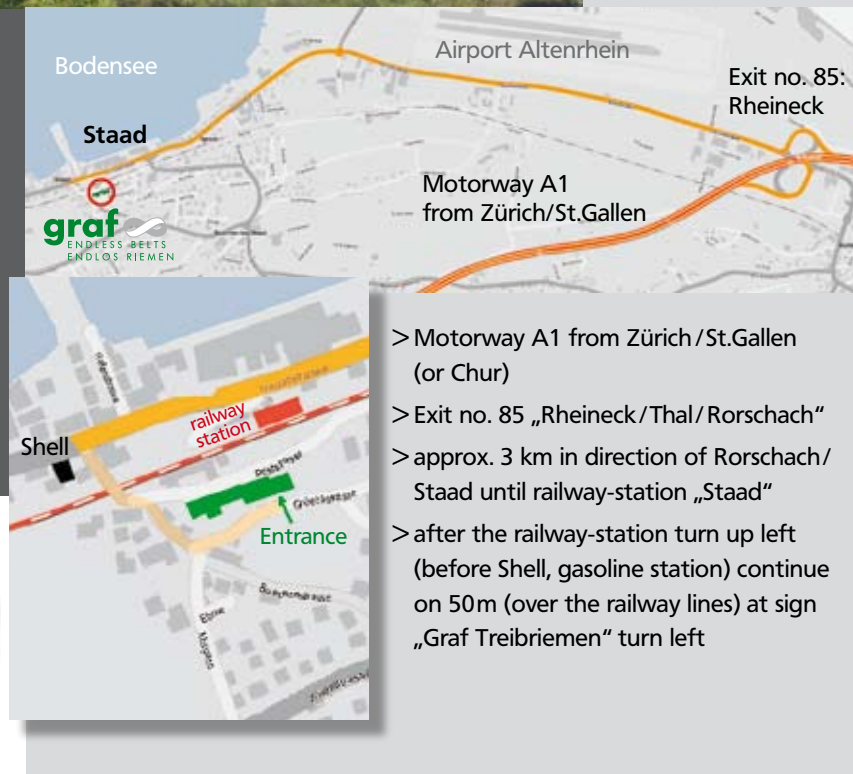 Bodensee
Airport Altenrhein
Exit no. 85:
Rheineck
Staad
Motorway A1
from Zürich/St.Gallen
graf
ENDLESS BELTS
ENDLOS RIEMEN
railway
station
Shell
Entrance
> Motorway A1 from Zürich/St.Gallen
(or Chur)
> Exit no. 85 „Rheineck/Thal/Rorschach“
> approx. 3 km in direction of Rorschach/
Staad until railway-station „Staad“
> after the railway-station turn up left
(before Shell, gasoline station) continue
on 50m (over the railway lines) at sign
„Graf Treibriemen“ turn left